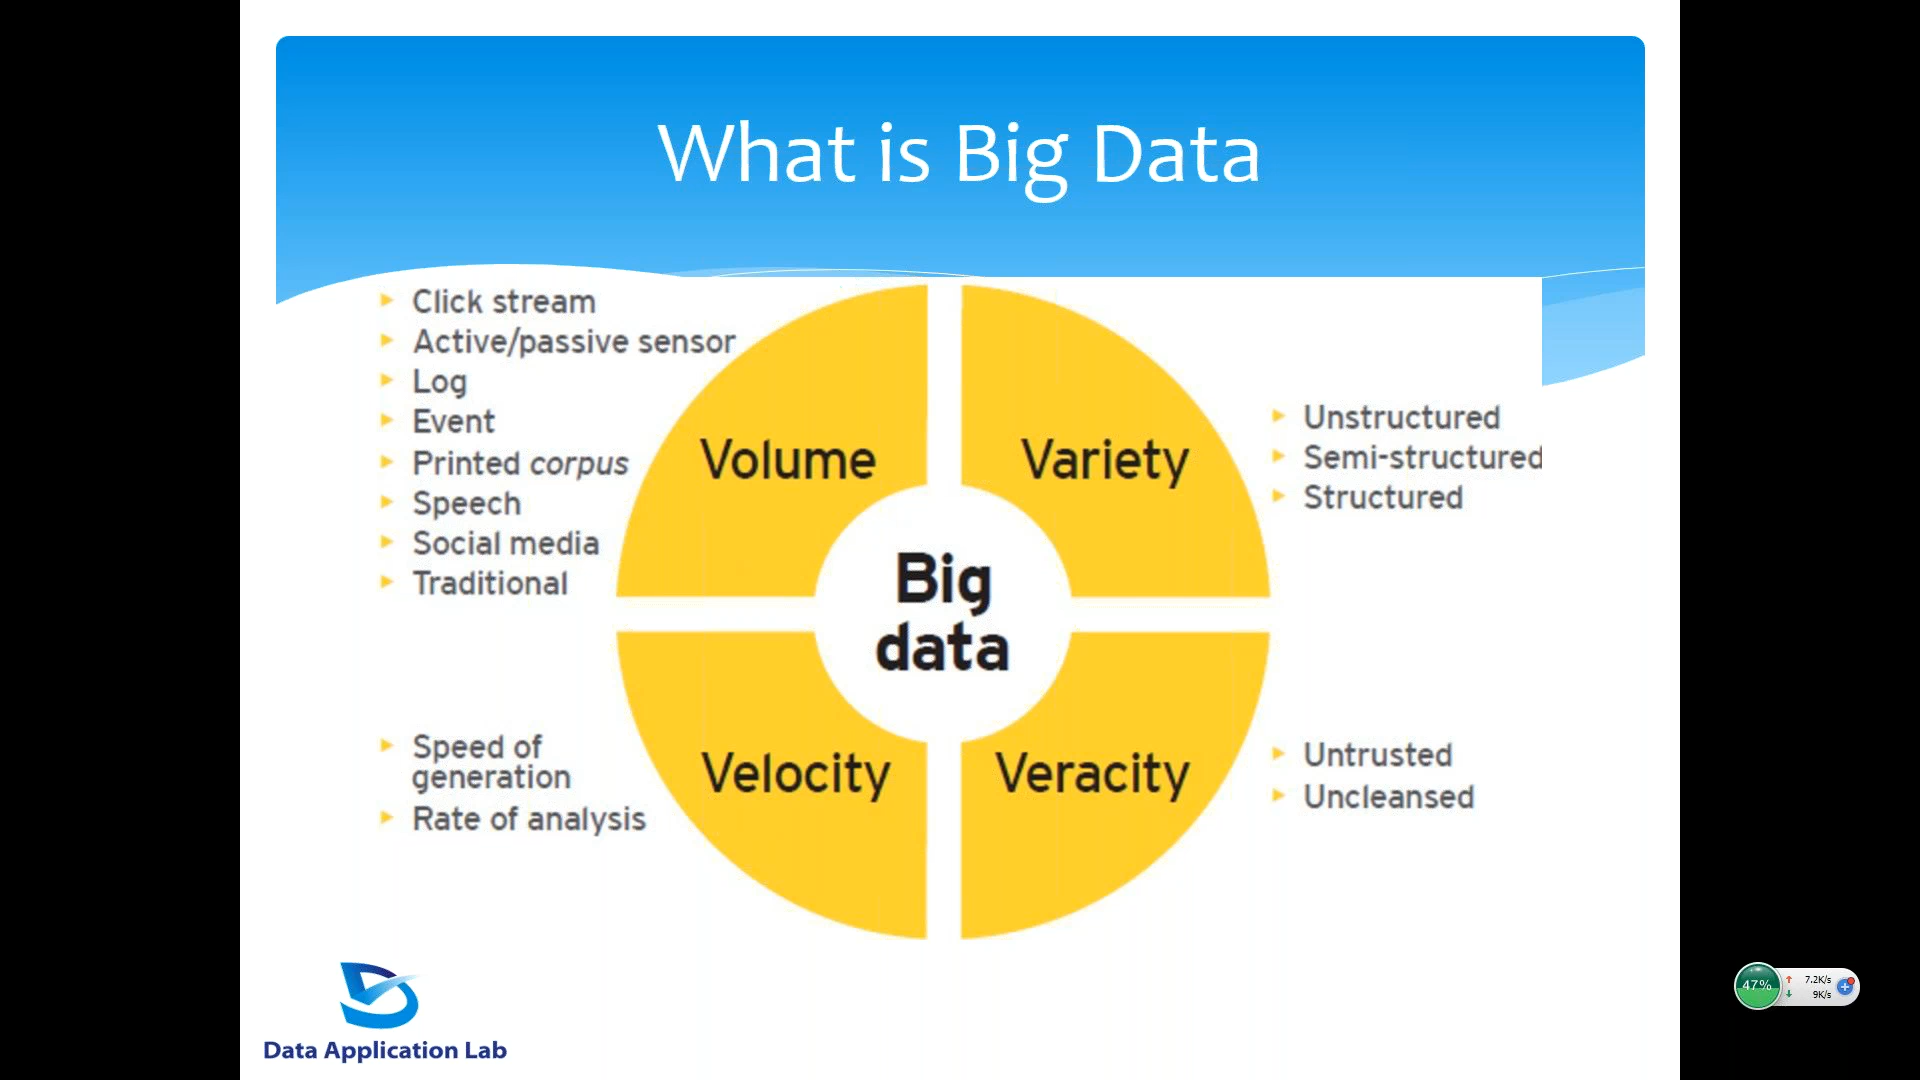 What is Big Data
Click stream
Active/passive sensor
Log
Event
Printed corpus
Speech
Social media
Traditional
Volume
Variety
Unstructured
Semi-structured
Structured
Big
data
Speed of
generation
Rate of analysis
Velocity
Veracity
Untrusted
Uncleansed
Data Application Lab
47%
7.2K/s
9K/s